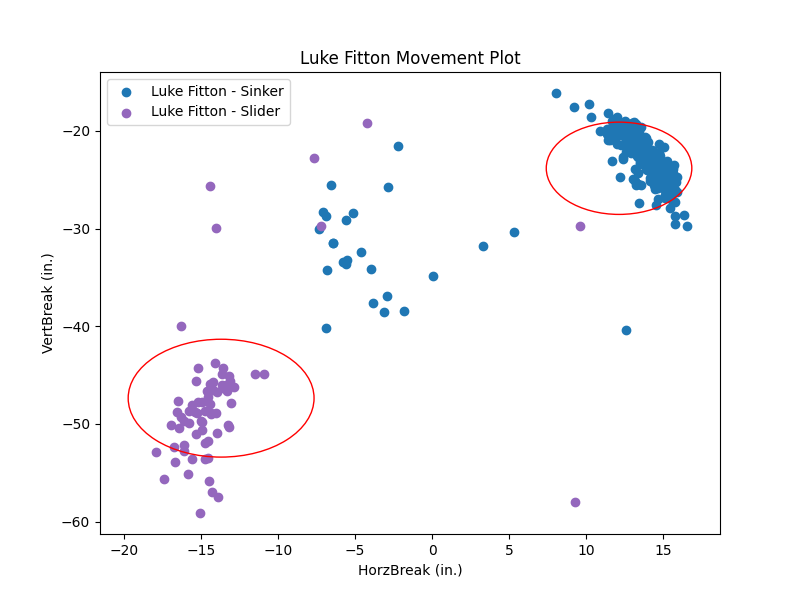 Luke Fitton Movement Plot
Luke Fitton - Sinker
Luke Fitton - Slider
VertBreak (in.)
−20
−30
−40
−50
−60
−20 −15 −10 −5 0 5 10 15
HorzBreak (in.)